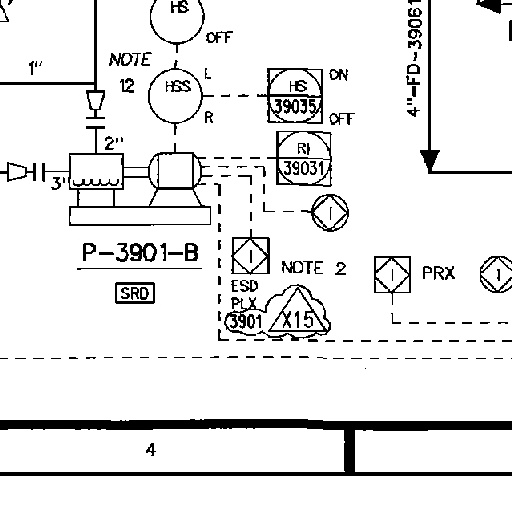 HS
OFF
NOTE
12
1"
HSS
L
R
HS
39035
ON
OFF
4"-FD-39061
2"
3"
RI
39031
I
P-3901-B
SRD
I
NOTE 2
ESD
PLX
3901
X15
I
PRX
I
4